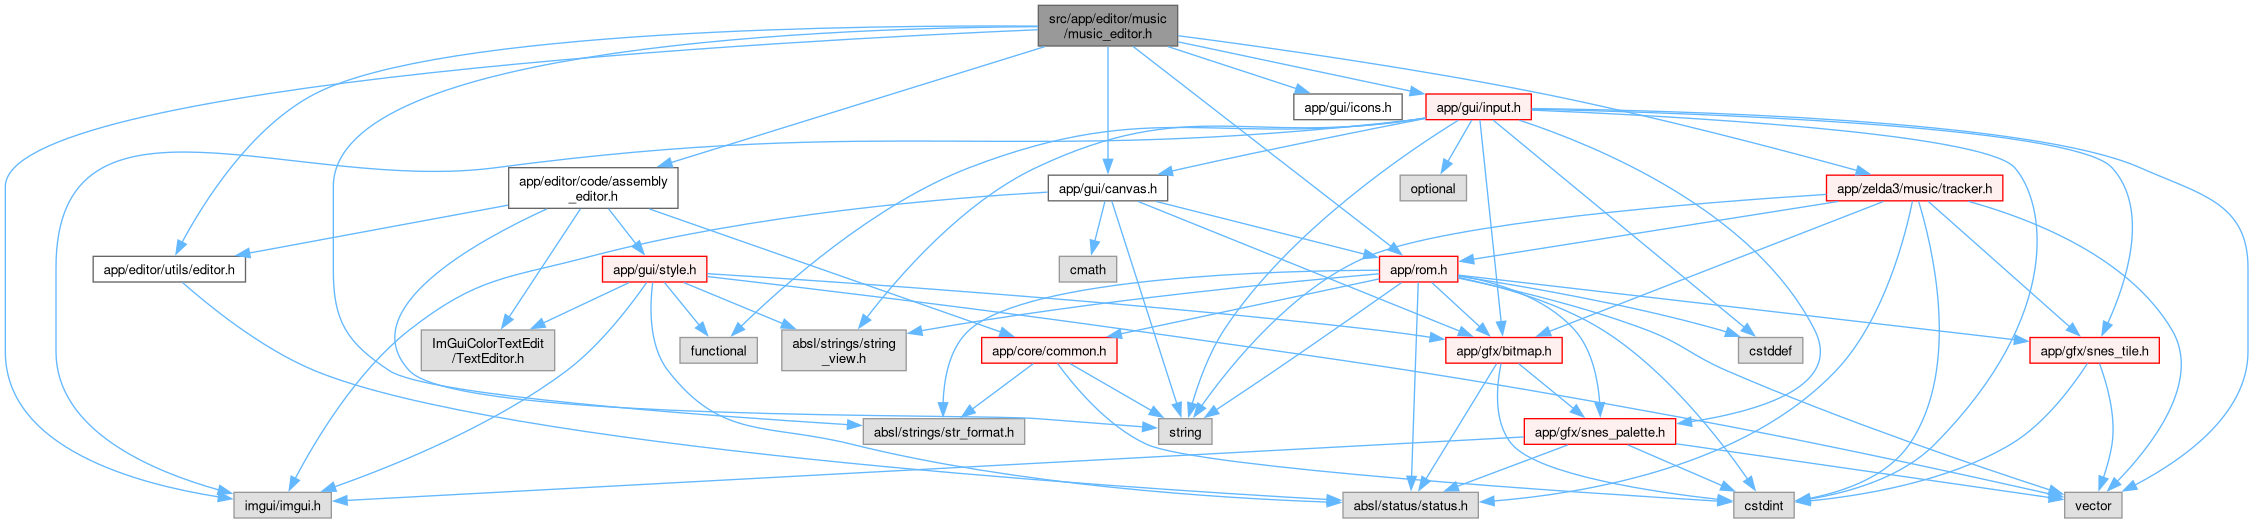 src/app/editor/music
/music_editor.h
app/gui/icons.h
app/gui/input.h
app/editor/code/assembly
_editor.h
app/gui/canvas.h
optional
app/zelda3/music/tracker.h
app/editor/utils/editor.h
app/gui/style.h
cmath
app/rom.h
ImGuiColorTextEdit
/TextEditor.h
functional
absl/strings/string
_view.h
app/core/common.h
app/gfx/bitmap.h
cstddef
app/gfx/snes_tile.h
absl/strings/str_format.h
string
app/gfx/snes_palette.h
imgui/imgui.h
absl/status/status.h
cstdint
vector